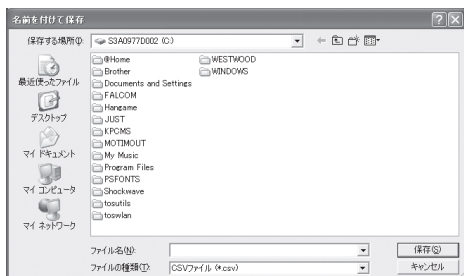 名前を付けて保存
保存する場所(I): S3A0977D002 (C:)
@Home
Brother
Documents and Settings
FALCOM
Hangame
JUST
KPCMS
MOTIMOUT
My Music
Program Files
PSFONTS
Shockwave
tosutils
toswlan
WESTWOOD
WINDOWS
最近使ったファイル
デスクトップ
マイ ドキュメント
マイ コンピュータ
マイ ネットワーク
ファイル名(N):
保存(S)
ファイルの種類(T): CSVファイル (*.csv)
キャンセル